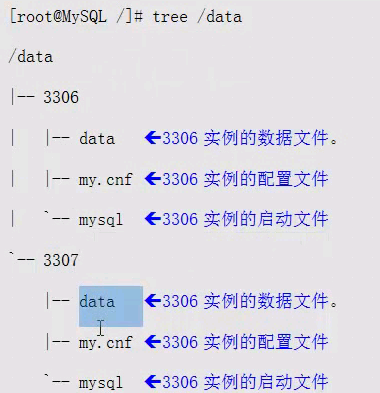 [root@MySQL /]# tree /data
/data
|-- 3306
|   |-- data   ←3306 实例的数据文件。
|   |-- my.cnf ←3306 实例的配置文件
|   `-- mysql  ←3306 实例的启动文件
`-- 3307
    |-- data   ←3306 实例的数据文件。
    |-- my.cnf ←3306 实例的配置文件
    `-- mysql  ←3306 实例的启动文件